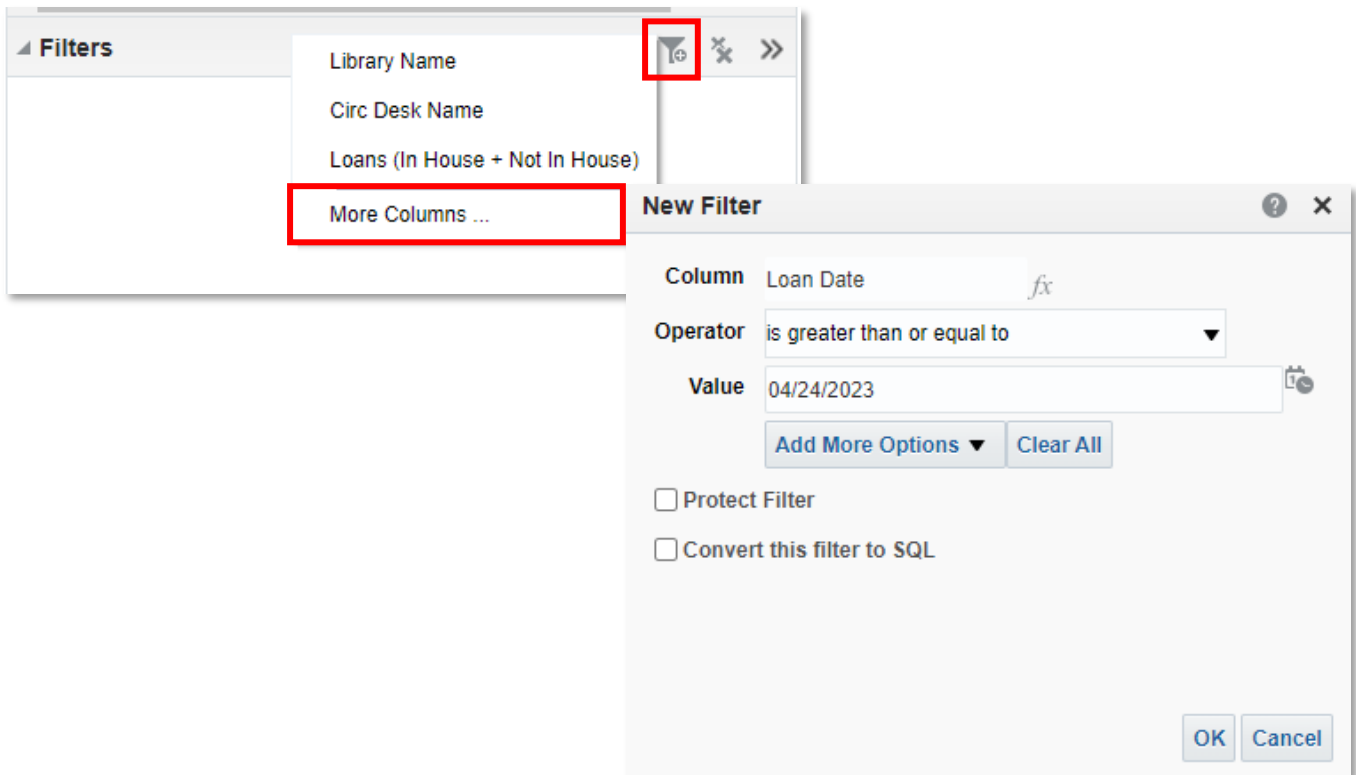 Filters
Library Name
Circ Desk Name
Loans (In House + Not In House)
More Columns ...
New Filter
Column Loan Date fx
Operator is greater than or equal to
Value 04/24/2023
Add More Options Clear All
Protect Filter
Convert this filter to SQL
OK Cancel